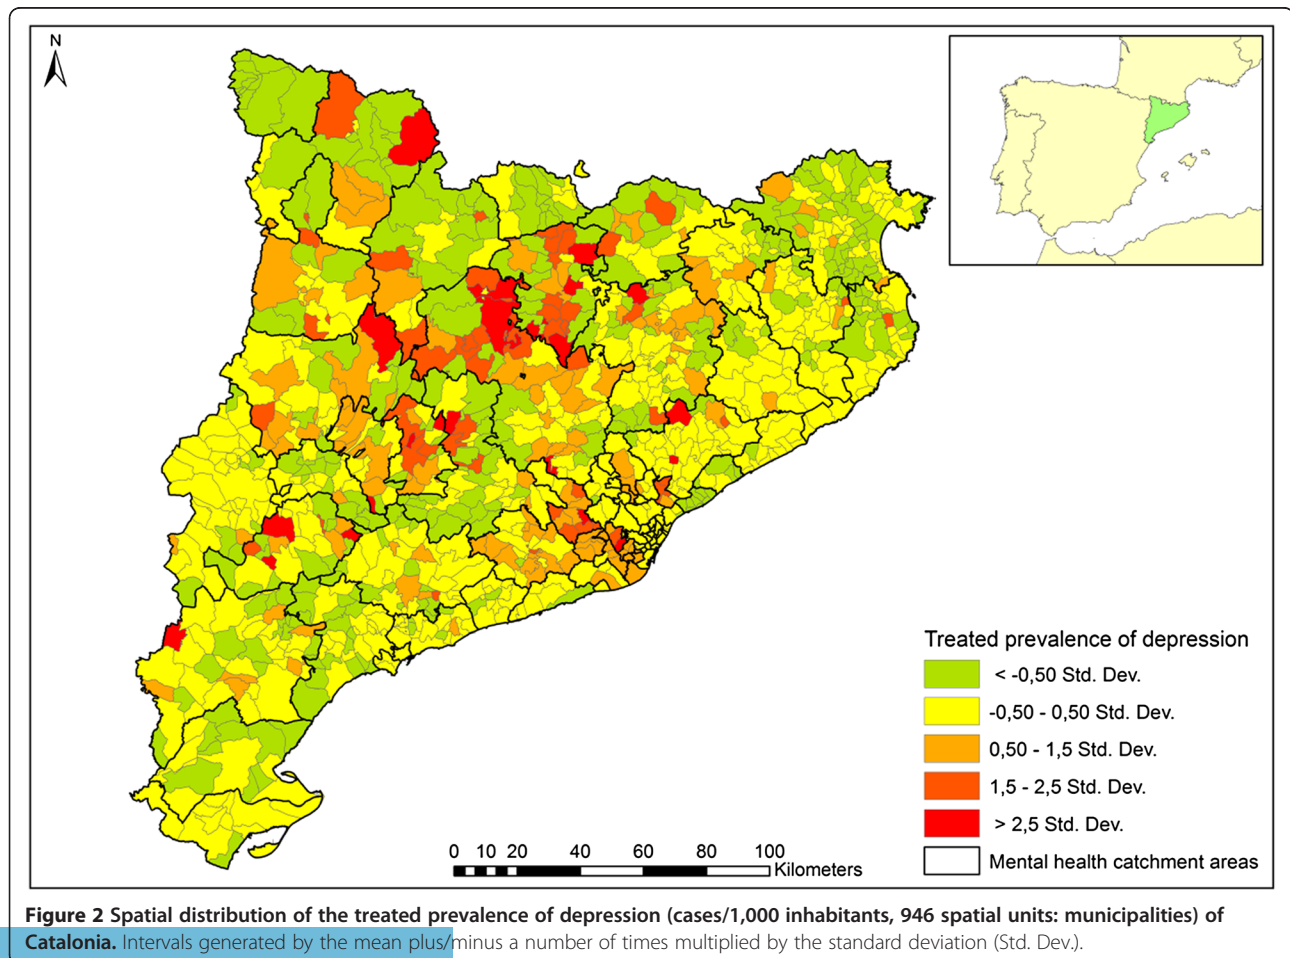 N
Treated prevalence of depression
< -0,50 Std. Dev.
-0,50 - 0,50 Std. Dev.
0,50 - 1,5 Std. Dev.
1,5 - 2,5 Std. Dev.
> 2,5 Std. Dev.
Mental health catchment areas
0 10 20 40 60 80 100
Kilometers
Figure 2 Spatial distribution of the treated prevalence of depression (cases/1,000 inhabitants, 946 spatial units: municipalities) of
Catalonia. Intervals generated by the mean plus/minus a number of times multiplied by the standard deviation (Std. Dev.).